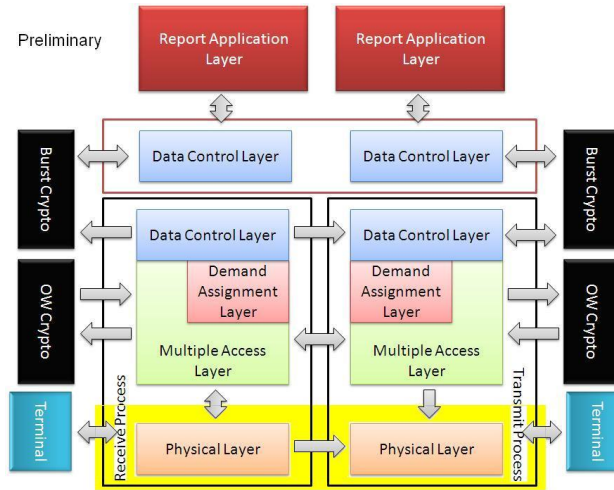 Preliminary
Report Application
Layer
Report Application
Layer
Burst Crypto
Data Control Layer
Data Control Layer
Burst Crypto
Data Control Layer
Data Control Layer
OW Crypto
Demand
Assignment
Layer
Demand
Assignment
Layer
OW Crypto
Multiple Access
Layer
Multiple Access
Layer
Terminal
Receive Process
Physical Layer
Physical Layer
Transmit Process
Terminal